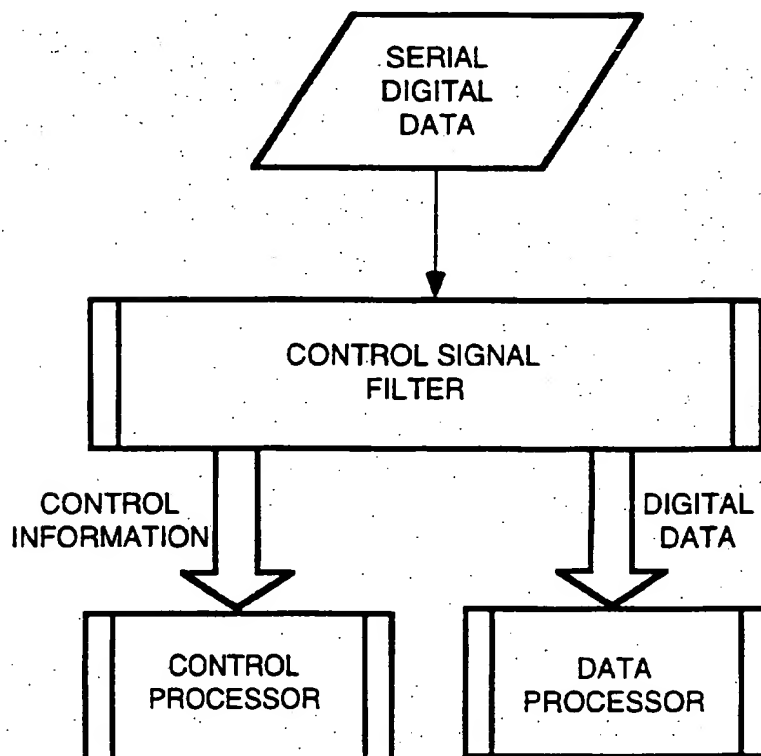 SERIAL
DIGITAL
DATA
CONTROL SIGNAL
FILTER
CONTROL
INFORMATION
DIGITAL
DATA
CONTROL
PROCESSOR
DATA
PROCESSOR